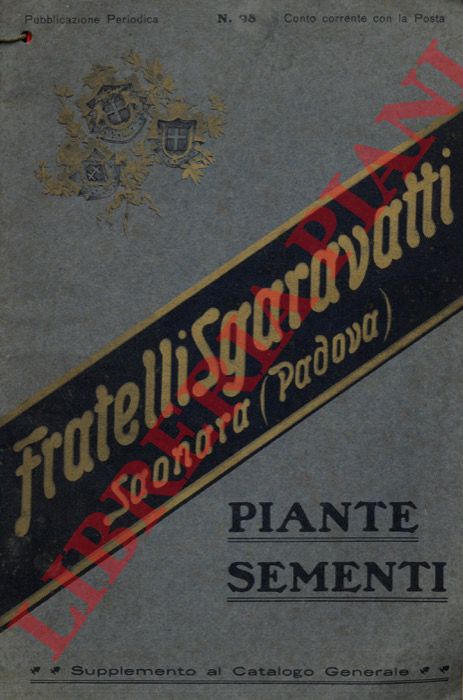 Pubblicazione Periodica N. 98 Conto corrente con la Posta
Fratelli Sgaravatti
Saonara (Padova)
PIANTE
SEMENTI
Supplemento al Catalogo Generale
LIBRERIA PIANI